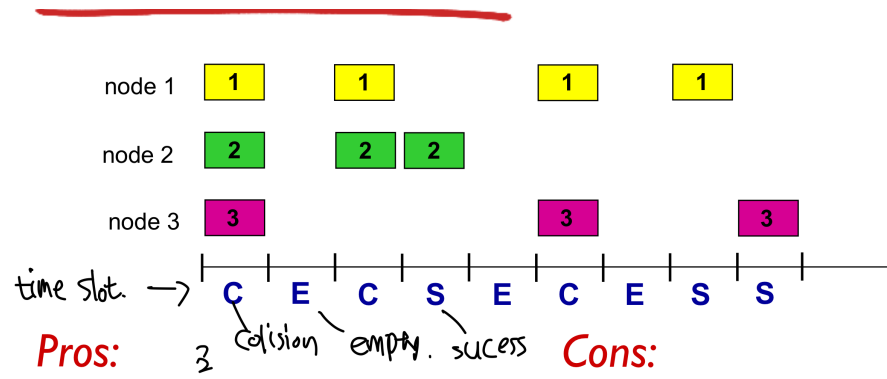 node 1 1 1 1 1
node 2 2 2 2
node 3 3 3 3
time slot. → C E C S E C E S S
colision empty. sucess
Pros: 2 Cons: